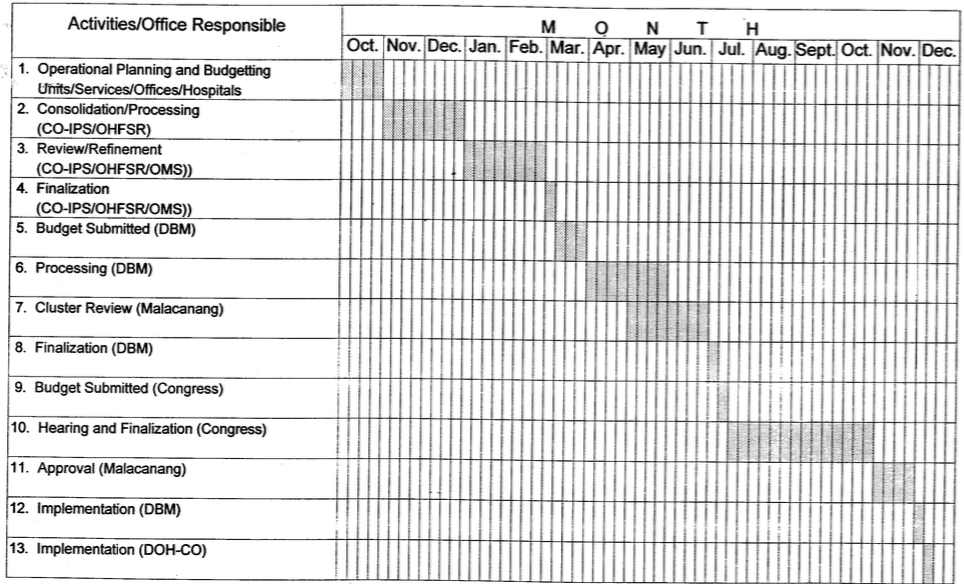 Activities/Office Responsible
M O N T H
Oct. Nov. Dec. Jan. Feb. Mar. Apr. May Jun. Jul. Aug. Sept. Oct. Nov. Dec.
1. Operational Planning and Budgetting
Units/Services/Offices/Hospitals
2. Consolidation/Processing
(CO-IPS/OHFSR)
3. Review/Refinement
(CO-IPS/OHFSR/OMS))
4. Finalization
(CO-IPS/OHFSR/OMS))
5. Budget Submitted (DBM)
6. Processing (DBM)
7. Cluster Review (Malacanang)
8. Finalization (DBM)
9. Budget Submitted (Congress)
10. Hearing and Finalization (Congress)
11. Approval (Malacanang)
12. Implementation (DBM)
13. Implementation (DOH-CO)